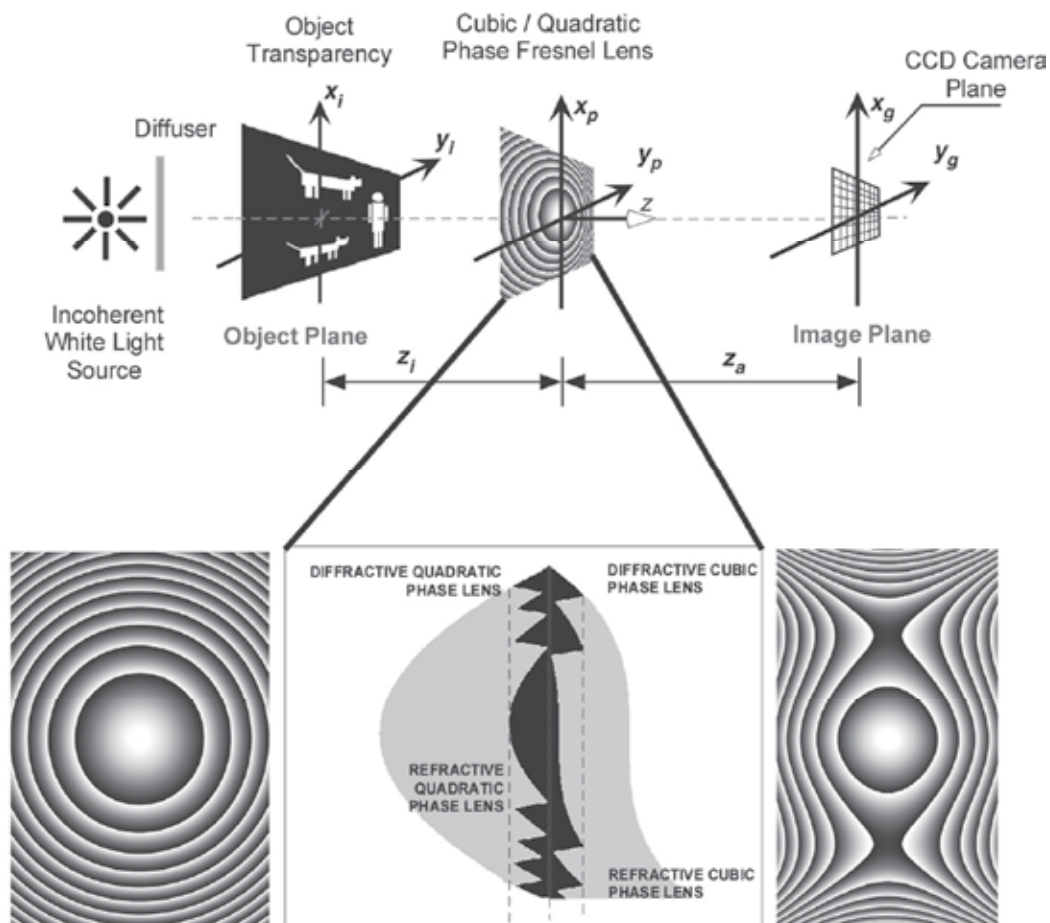 Object
Transparency
Cubic / Quadratic
Phase Fresnel Lens
CCD Camera
Plane
Diffuser
x_i
y_I
x_p
y_p
z
x_g
y_g
Incoherent
White Light
Source
Object Plane
Image Plane
z_i
z_a
DIFFRACTIVE QUADRATIC
PHASE LENS
DIFFRACTIVE CUBIC
PHASE LENS
REFRACTIVE
QUADRATIC
PHASE LENS
REFRACTIVE CUBIC
PHASE LENS